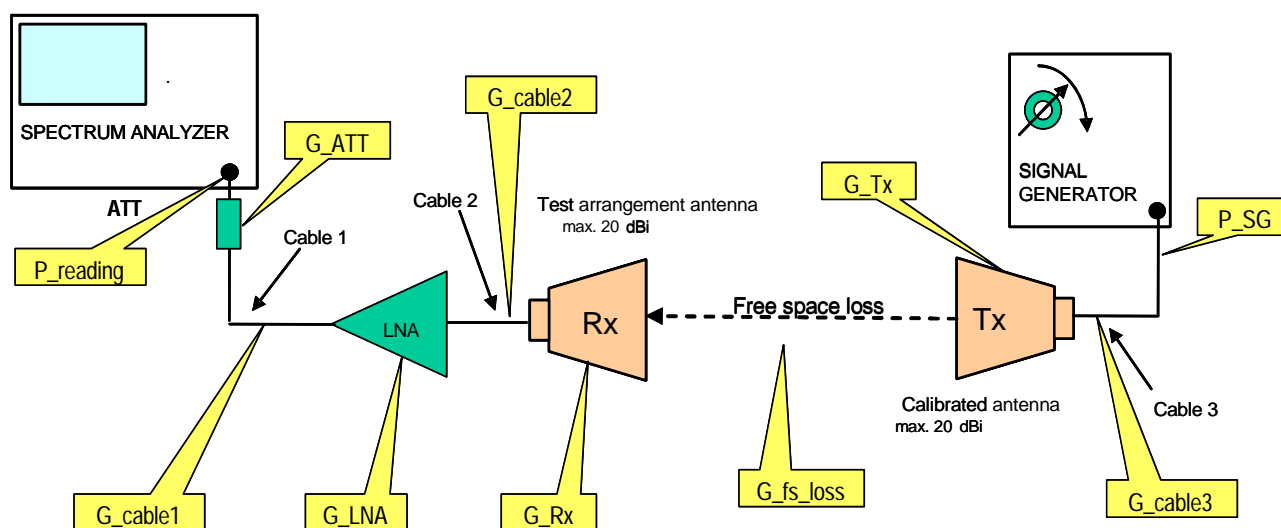 SPECTRUM ANALYZER
G_ATT
ATT
P_reading
Cable 1
G_cable2
Cable 2
Test arrangement antenna
max. 20 dBi
G_Tx
SIGNAL
GENERATOR
P_SG
LNA
Rx
Free space loss
Tx
Calibrated antenna
max. 20 dBi
Cable 3
G_cable1
G_LNA
G_Rx
G_fs_loss
G_cable3